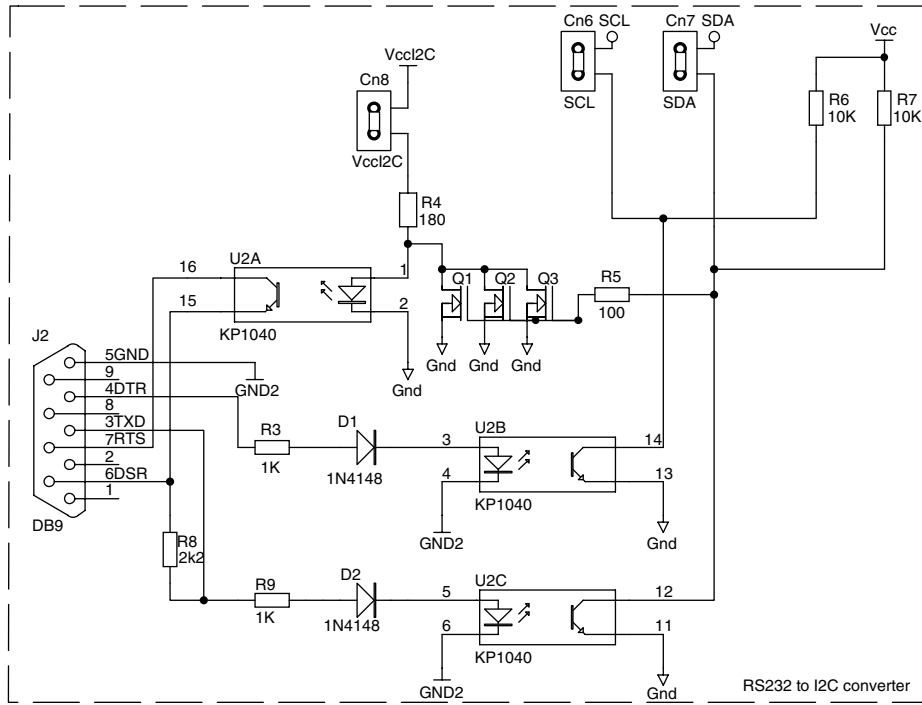 Cn6 SCL
Cn7 SDA
Vcc
VccI2C
Cn8
SCL
SDA
R6
10K
R7
10K
VccI2C
R4
180
U2A
16
1
15
2
KP1040
Q1
Q2
Q3
R5
100
Gnd
Gnd
Gnd
Gnd
J2
5GND
9
4DTR
8
3TXD
7RTS
2
6DSR
1
DB9
GND2
R3
1K
D1
1N4148
U2B
3
14
4
13
KP1040
GND2
Gnd
R8
2k2
R9
1K
D2
1N4148
U2C
5
12
6
11
KP1040
GND2
Gnd
RS232 to I2C converter